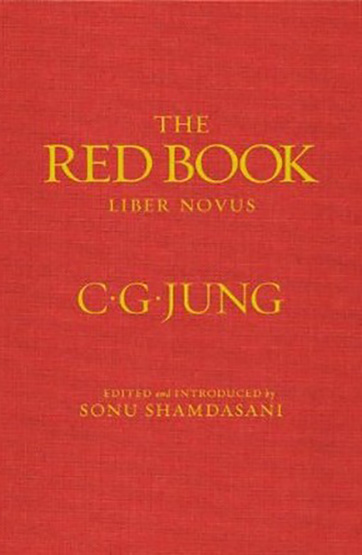 THE
RED BOOK
LIBER NOVUS
C·G·JUNG
EDITED and INTRODUCED by
SONU SHAMDASANI